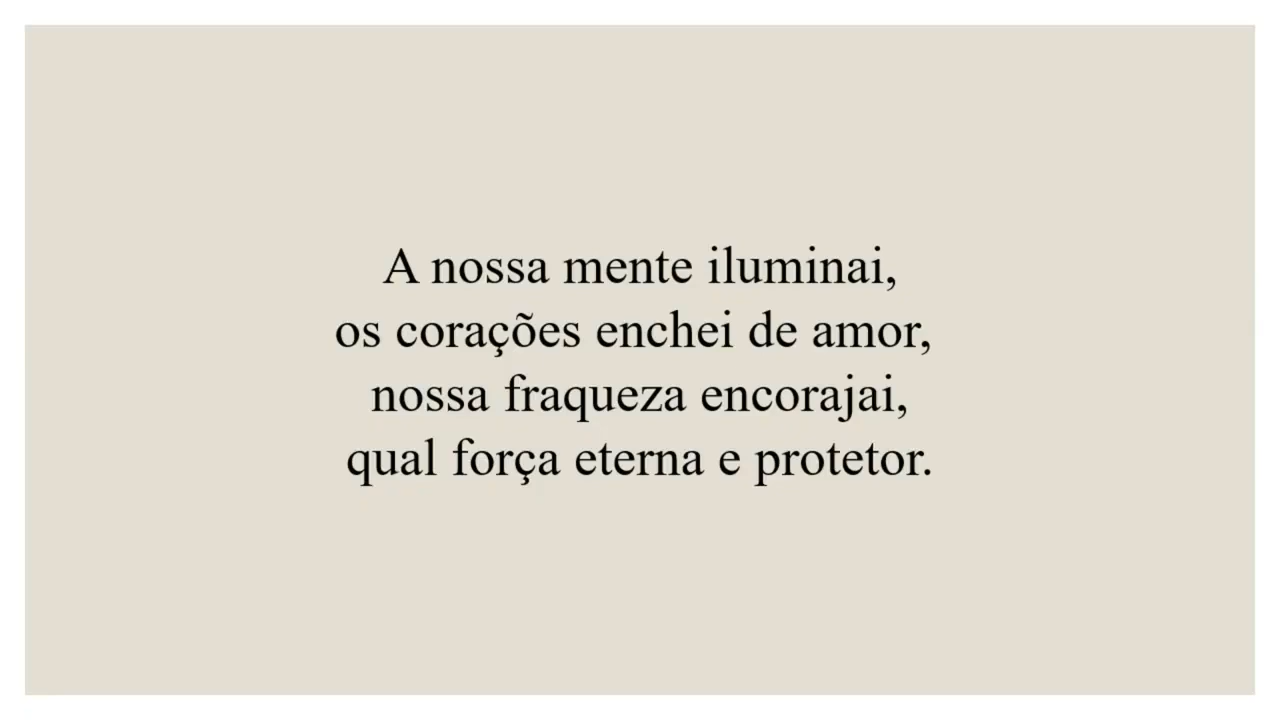 A nossa mente iluminai,
os corações enchei de amor,
nossa fraqueza encorajai,
qual força eterna e protetor.